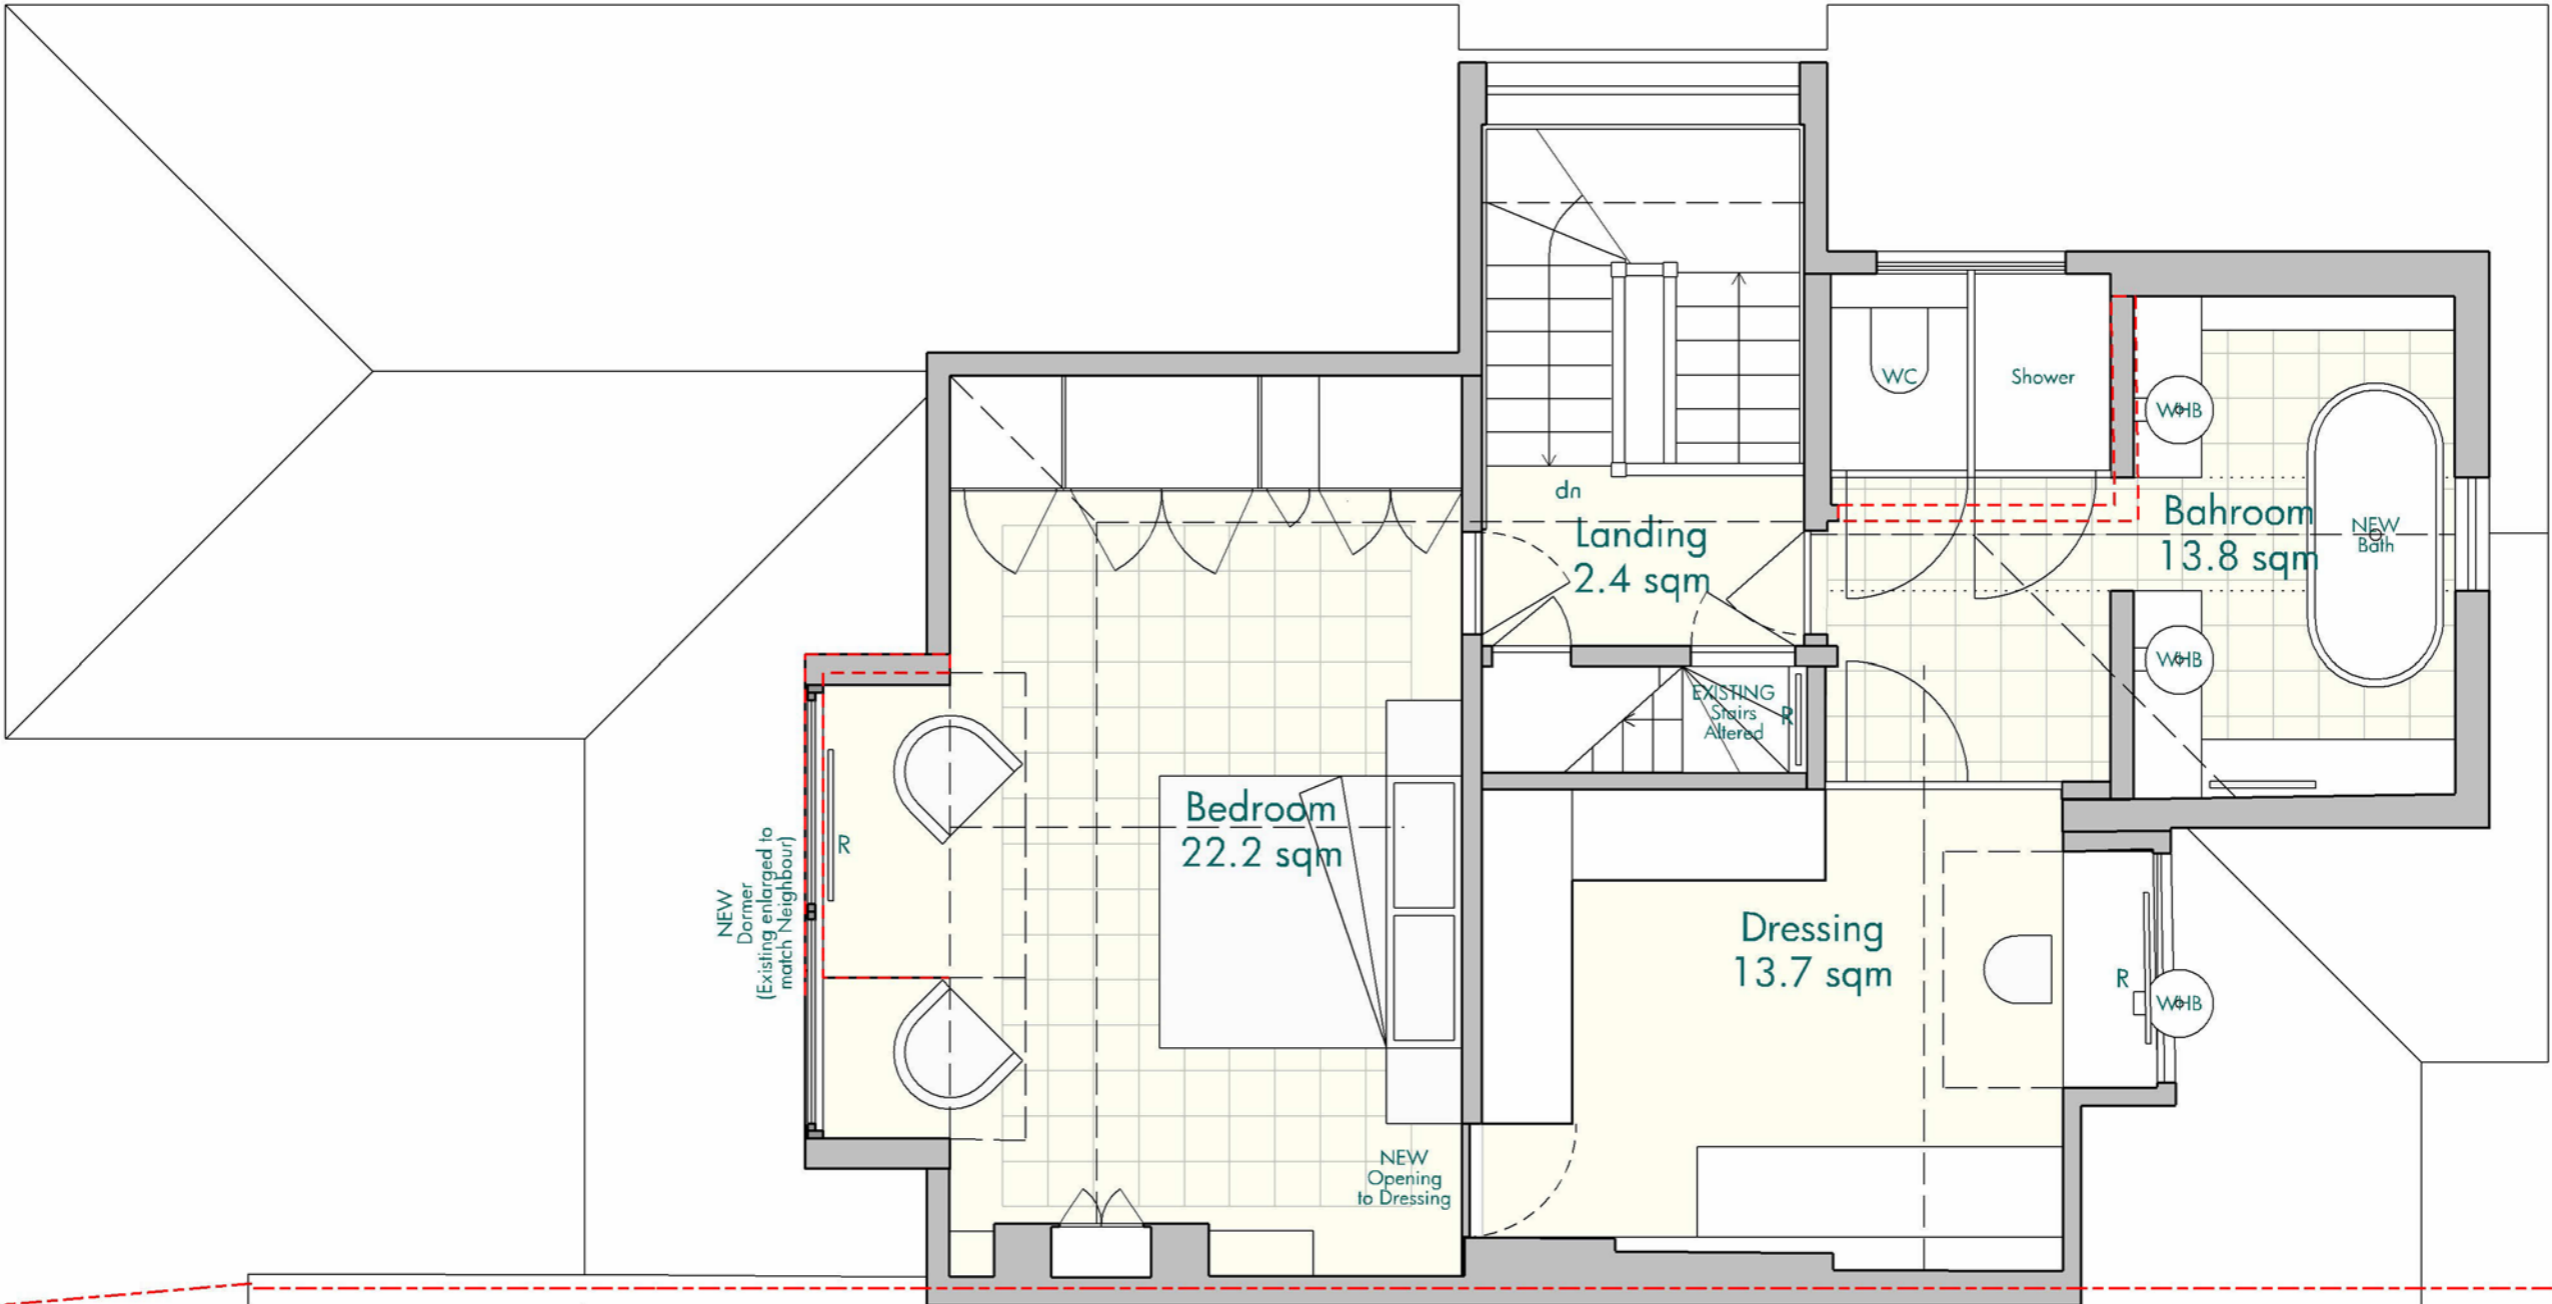 WC
Shower
WHB
dn
Landing
2.4 sqm
Bahroom
13.8 sqm
NEW
Bath
WHB
EXISTING
Stairs
Altered
R
Bedroom
22.2 sqm
R
NEW
Dormer
(Existing enlarged to
match Neighbour)
Dressing
13.7 sqm
R
WHB
NEW
Opening
to Dressing